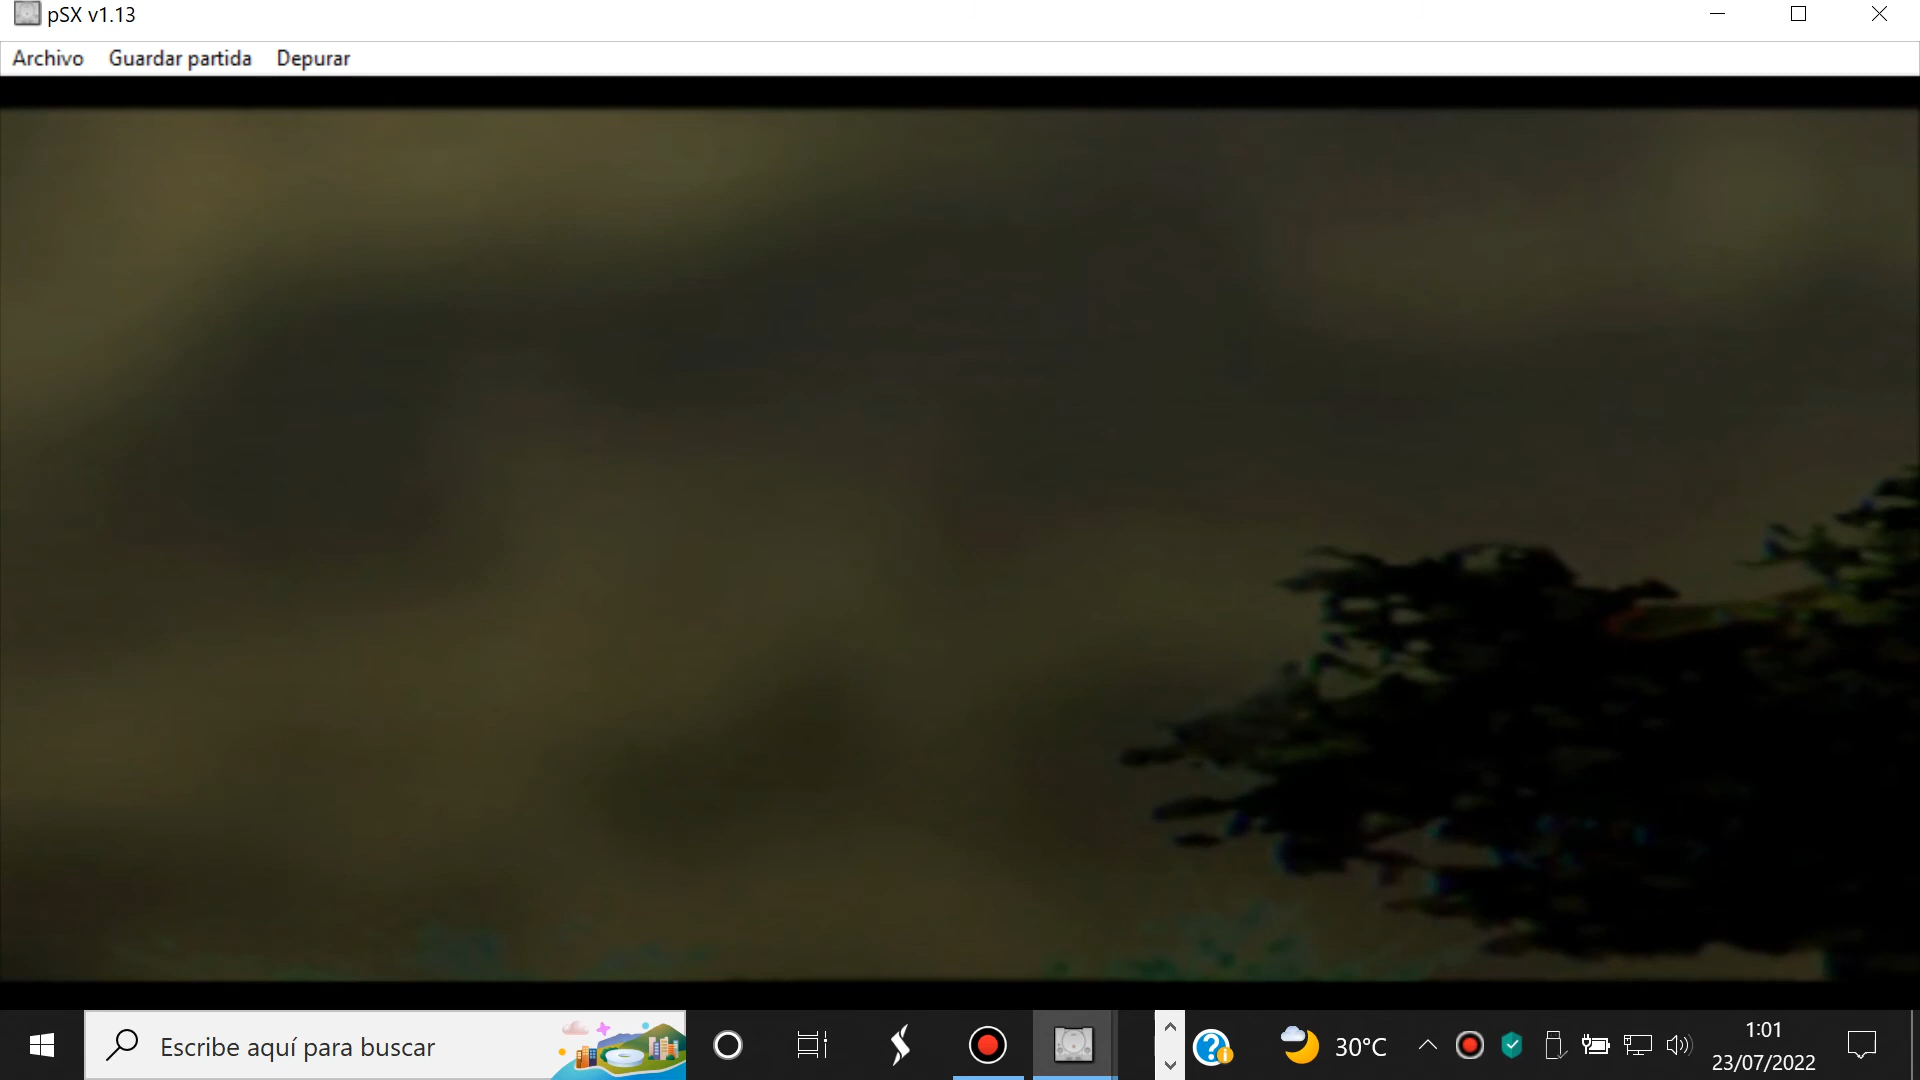 pSX v1.13
Archivo Guardar partida Depurar
Escribe aquí para buscar
30°C
1:01
23/07/2022